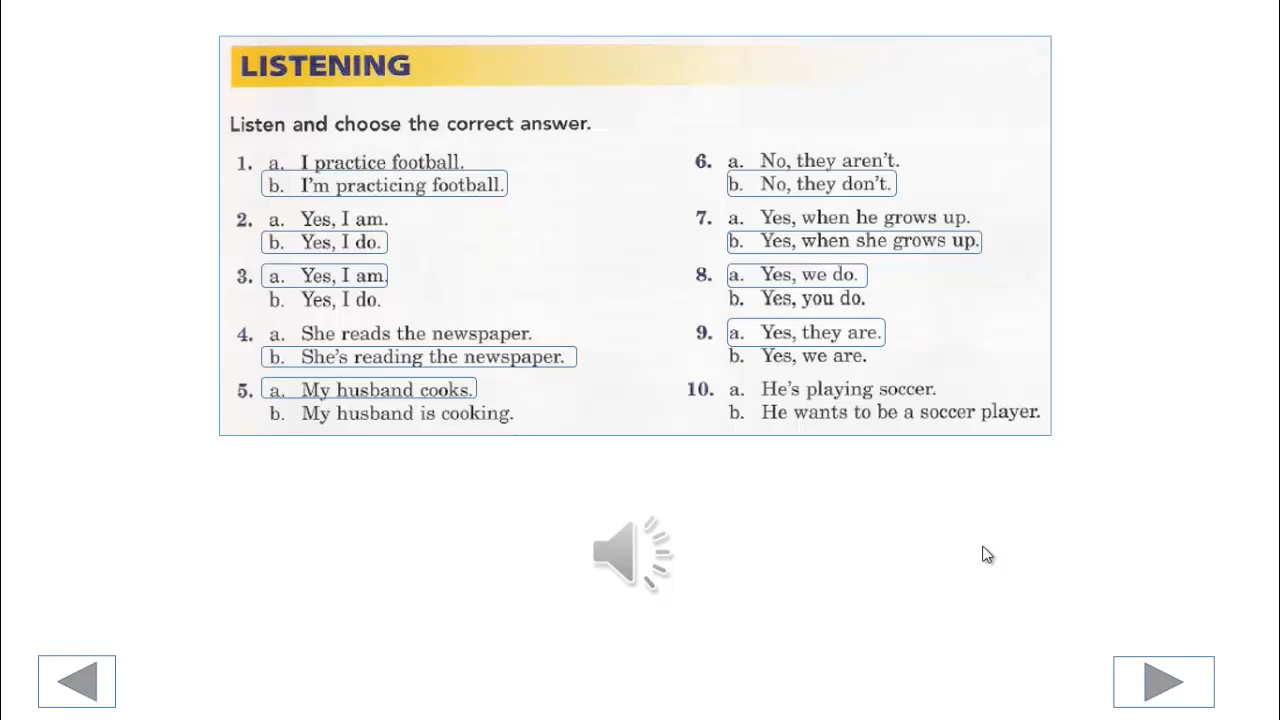 LISTENING
Listen and choose the correct answer.
1. a. I practice football.
b. I'm practicing football.
2. a. Yes, I am.
b. Yes, I do.
3. a. Yes, I am.
b. Yes, I do.
4. a. She reads the newspaper.
b. She's reading the newspaper.
5. a. My husband cooks.
b. My husband is cooking.
6. a. No, they aren't.
b. No, they don't.
7. a. Yes, when he grows up.
b. Yes, when she grows up.
8. a. Yes, we do.
b. Yes, you do.
9. a. Yes, they are.
b. Yes, we are.
10. a. He's playing soccer.
b. He wants to be a soccer player.